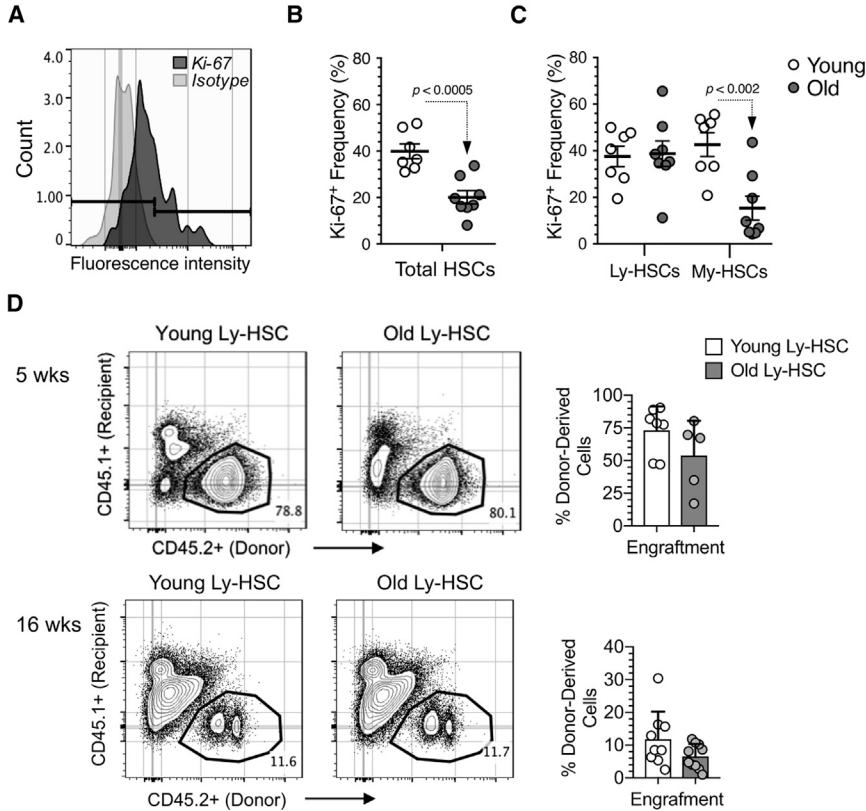 A
Ki-67
Isotype
4.0
3.0
2.0
1.00
0
Count
Fluorescence intensity
B
80
60
40
20
0
Ki-67+ Frequency (%)
p < 0.0005
Total HSCs
C
80
60
40
20
0
Ki-67+ Frequency (%)
p < 0.002
Ly-HSCs My-HSCs
Young
Old
D
5 wks
Young Ly-HSC
Old Ly-HSC
CD45.1+ (Recipient)
78.8
80.1
CD45.2+ (Donor)
Young Ly-HSC
Old Ly-HSC
100
75
50
25
0
% Donor-Derived
Cells
Engraftment
16 wks
Young Ly-HSC
Old Ly-HSC
CD45.1+ (Recipient)
11.6
11.7
CD45.2+ (Donor)
40
30
20
10
0
% Donor-Derived
Cells
Engrafment